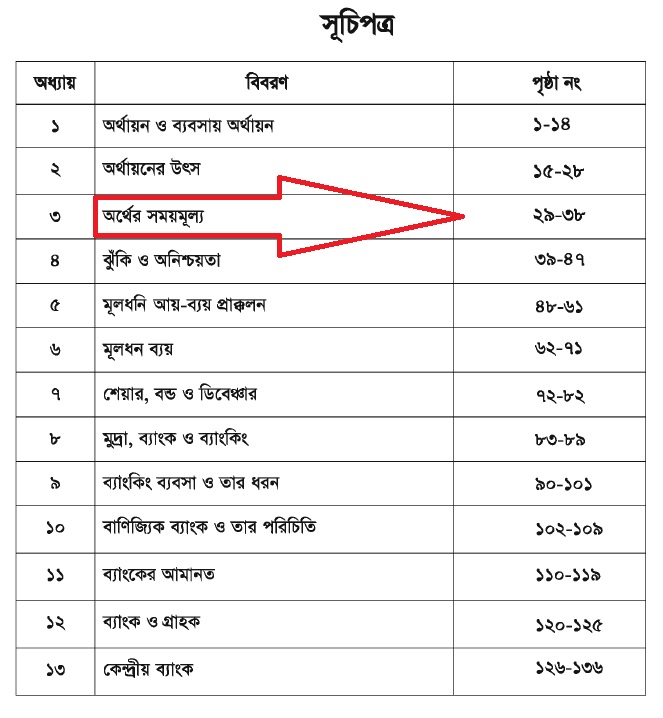 সূচিপত্র
অধ্যায় বিবরণ পৃষ্ঠা নং
১ অর্থায়ন ও ব্যবসায় অর্থায়ন ১-১৪
২ অর্থায়নের উৎস ১৫-২৮
৩ অর্থের সময়মূল্য ২৯-৩৮
৪ ঝুঁকি ও অনিশ্চয়তা ৩৯-৪৭
৫ মূলধনি আয়-ব্যয় প্রাক্কলন ৪৮-৬১
৬ মূলধন ব্যয় ৬২-৭১
৭ শেয়ার, বন্ড ও ডিবেঞ্চার ৭২-৮২
৮ মুদ্রা, ব্যাংক ও ব্যাংকিং ৮৩-৮৯
৯ ব্যাংকিং ব্যবসা ও তার ধরন ৯০-১০১
১০ বাণিজ্যিক ব্যাংক ও তার পরিচিতি ১০২-১০৯
১১ ব্যাংকের আমানত ১১০-১১৯
১২ ব্যাংক ও গ্রাহক ১২০-১২৫
১৩ কেন্দ্রীয় ব্যাংক ১২৬-১৩৬